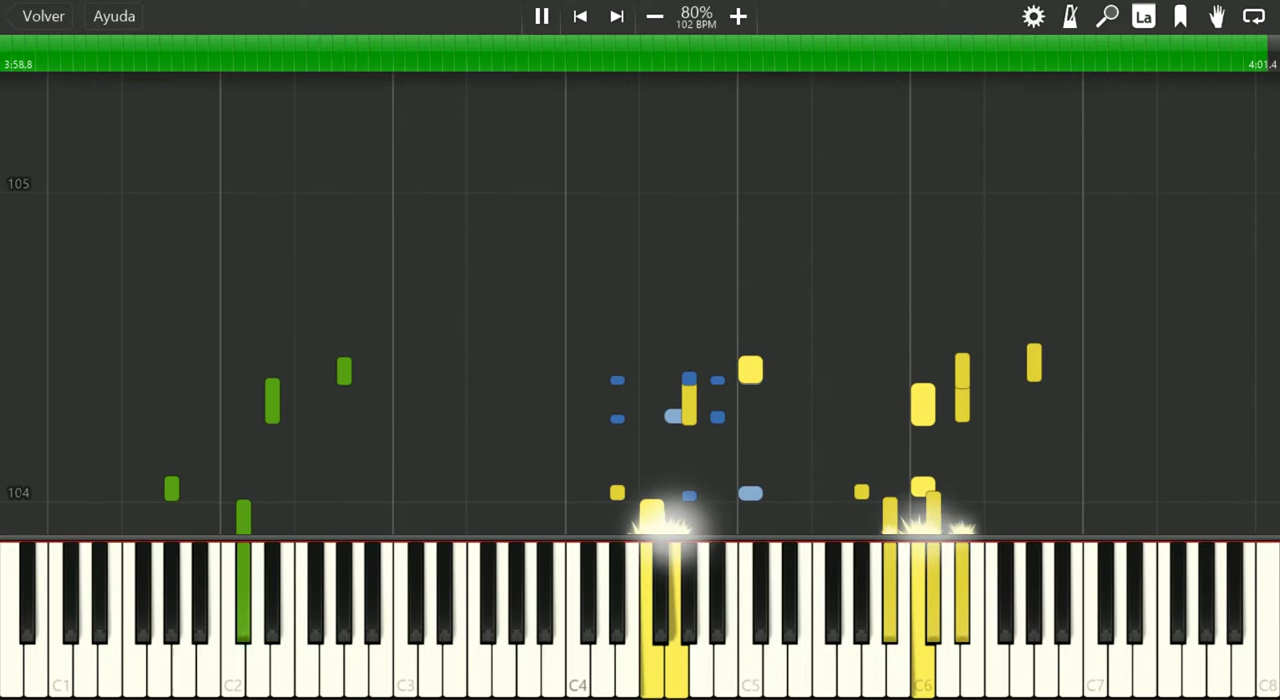 Volver
Ayuda
80%
102 BPM
La
3:58.8
4:01.4
105
104
C1
C2
C3
C4
C5
C6
C7
C8